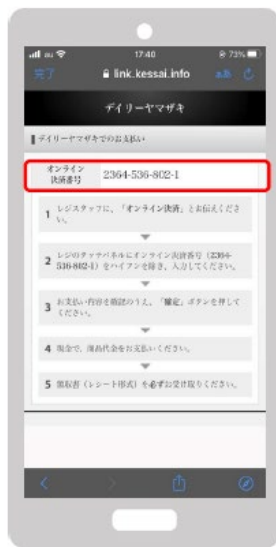 au 17:40 73%
完了 link.kessai.info ぁあ
デイリーヤマザキ
デイリーヤマザキでのお支払い
オンライン
決済番号 2364-536-802-1
1 レジスタッフに、「オンライン決済」とお伝えくださ
い。
2 レジのタッチパネルにオンライン決済番号（2364-
536-802-1）をハイフンを除き、入力してください。
3 お支払い内容を確認のうえ、「確定」ボタンを押して
ください。
4 現金で、商品代金をお支払いください。
5 領収書（レシート形式）を必ずお受け取りください。